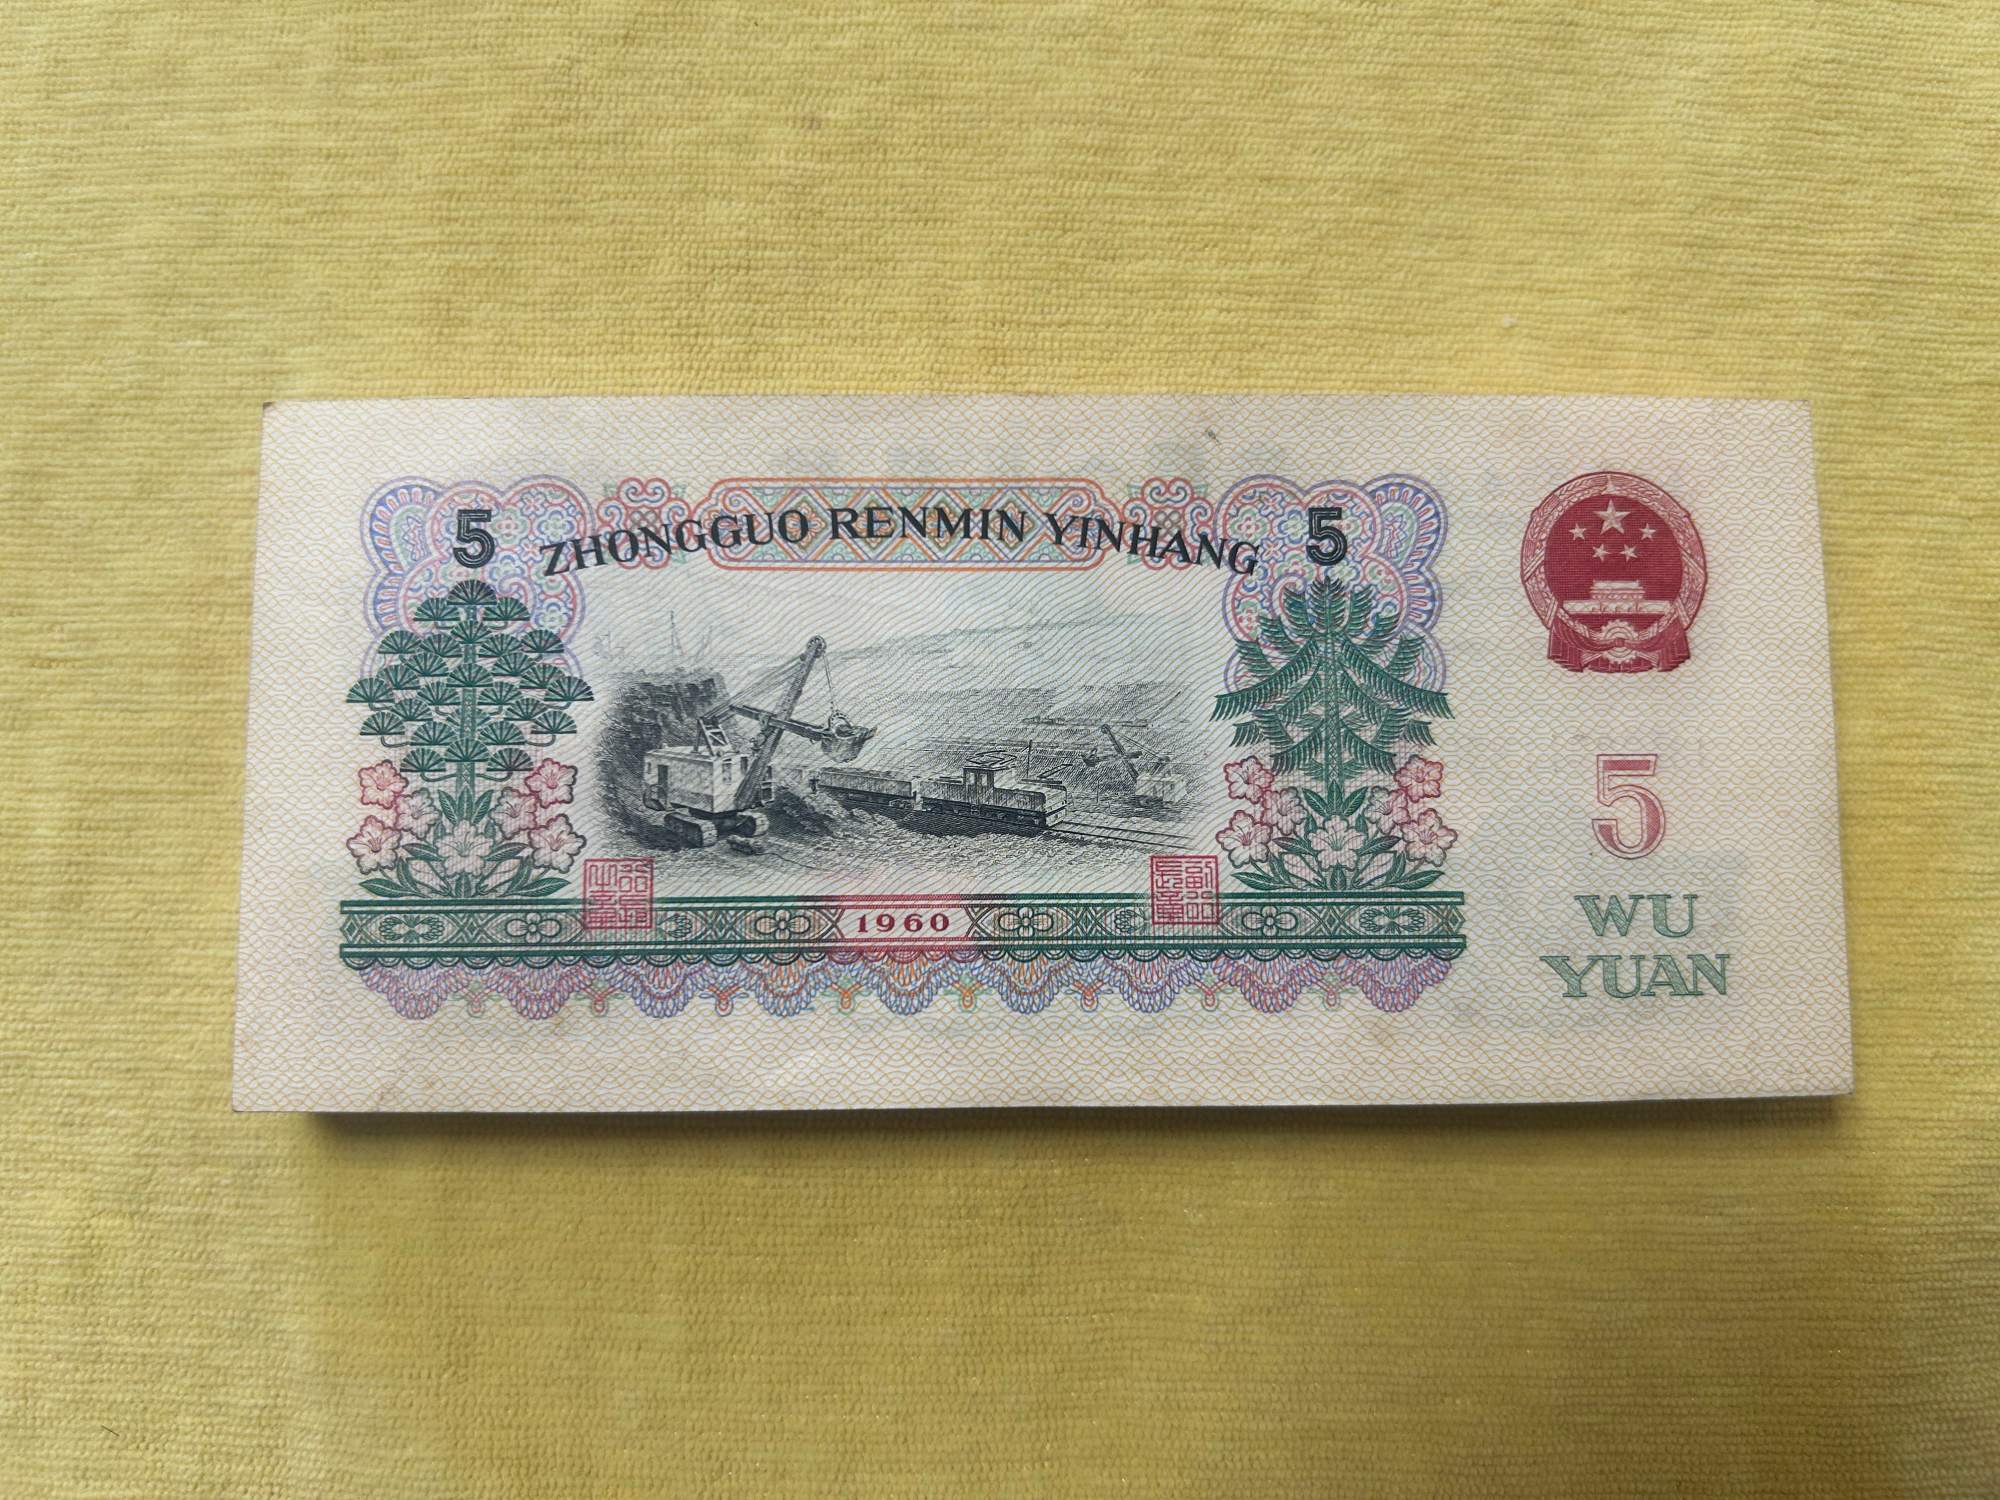 5 ZHONGGUO RENMIN YINHANG 5
5
1960
WU
YUAN